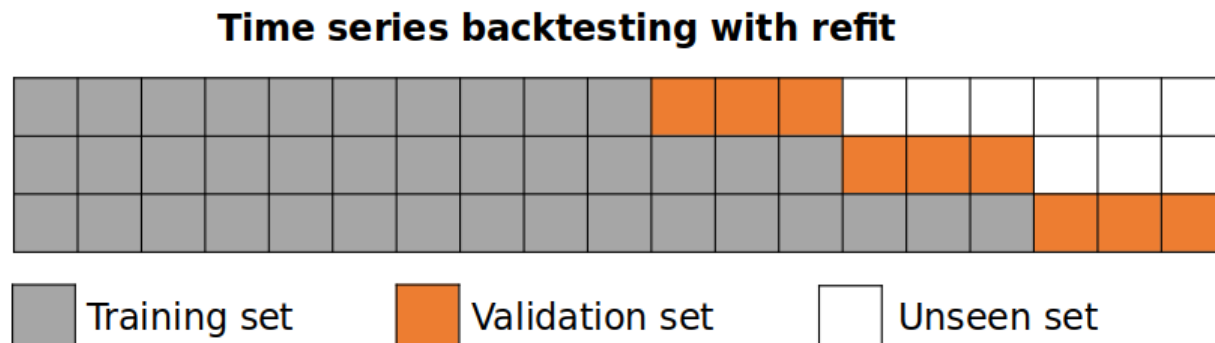 Time series backtesting with refit
Training set Validation set Unseen set